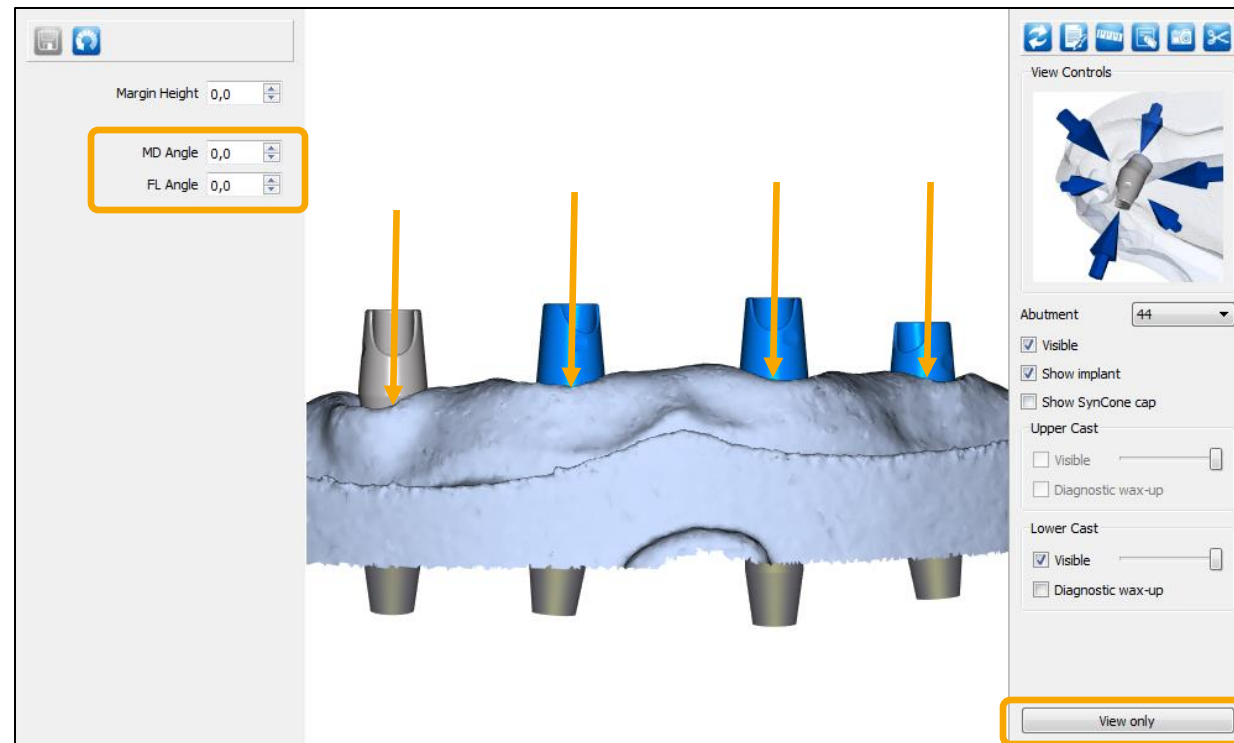 Margin Height 0,0
MD Angle 0,0
FL Angle 0,0
View Controls
Abutment 44
Visible
Show implant
Show SynCone cap
Upper Cast
Visible
Diagnostic wax-up
Lower Cast
Visible
Diagnostic wax-up
View only